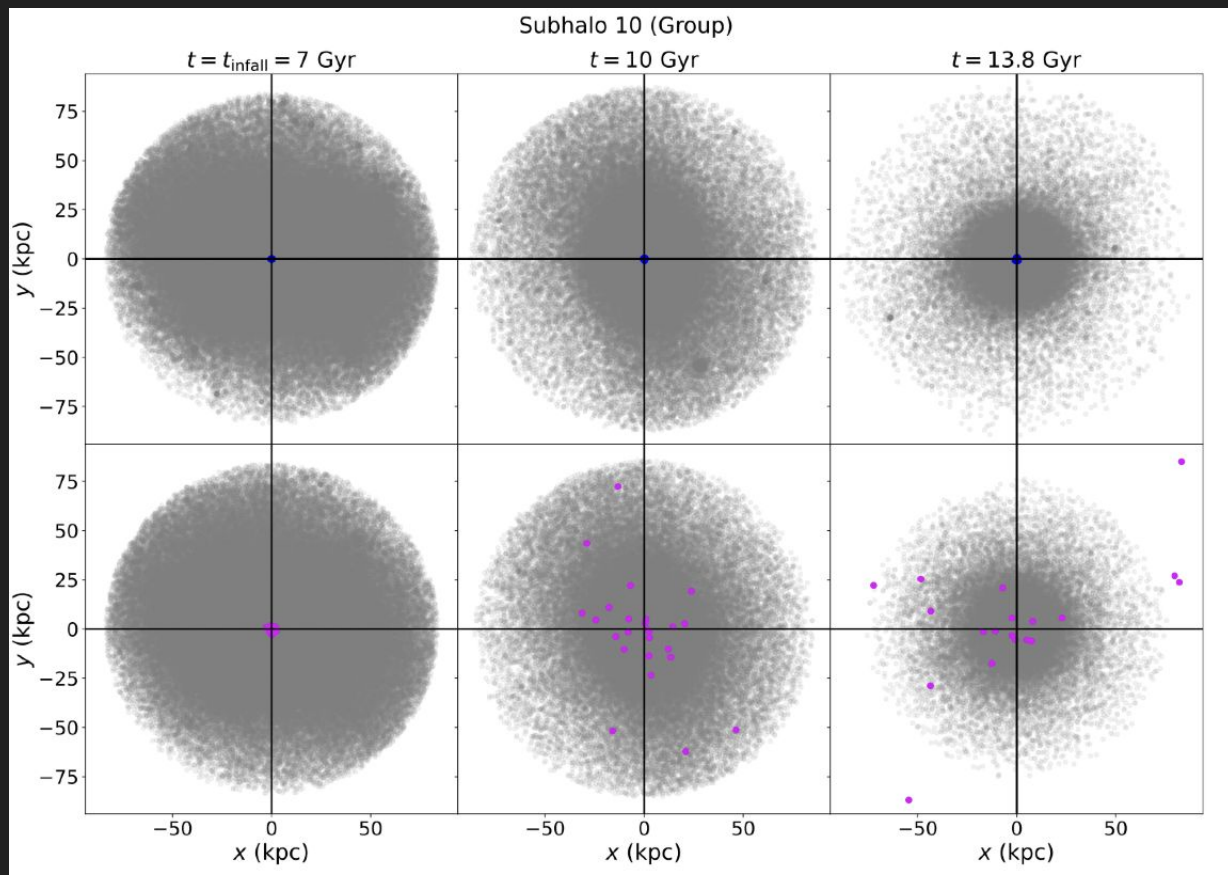 Subhalo 10 (Group)
t = t_infall = 7 Gyr
t = 10 Gyr
t = 13.8 Gyr
75
50
25
0
−25
−50
−75
y (kpc)
75
50
25
0
−25
−50
−75
y (kpc)
−50 0 50
−50 0 50
−50 0 50
x (kpc)
x (kpc)
x (kpc)